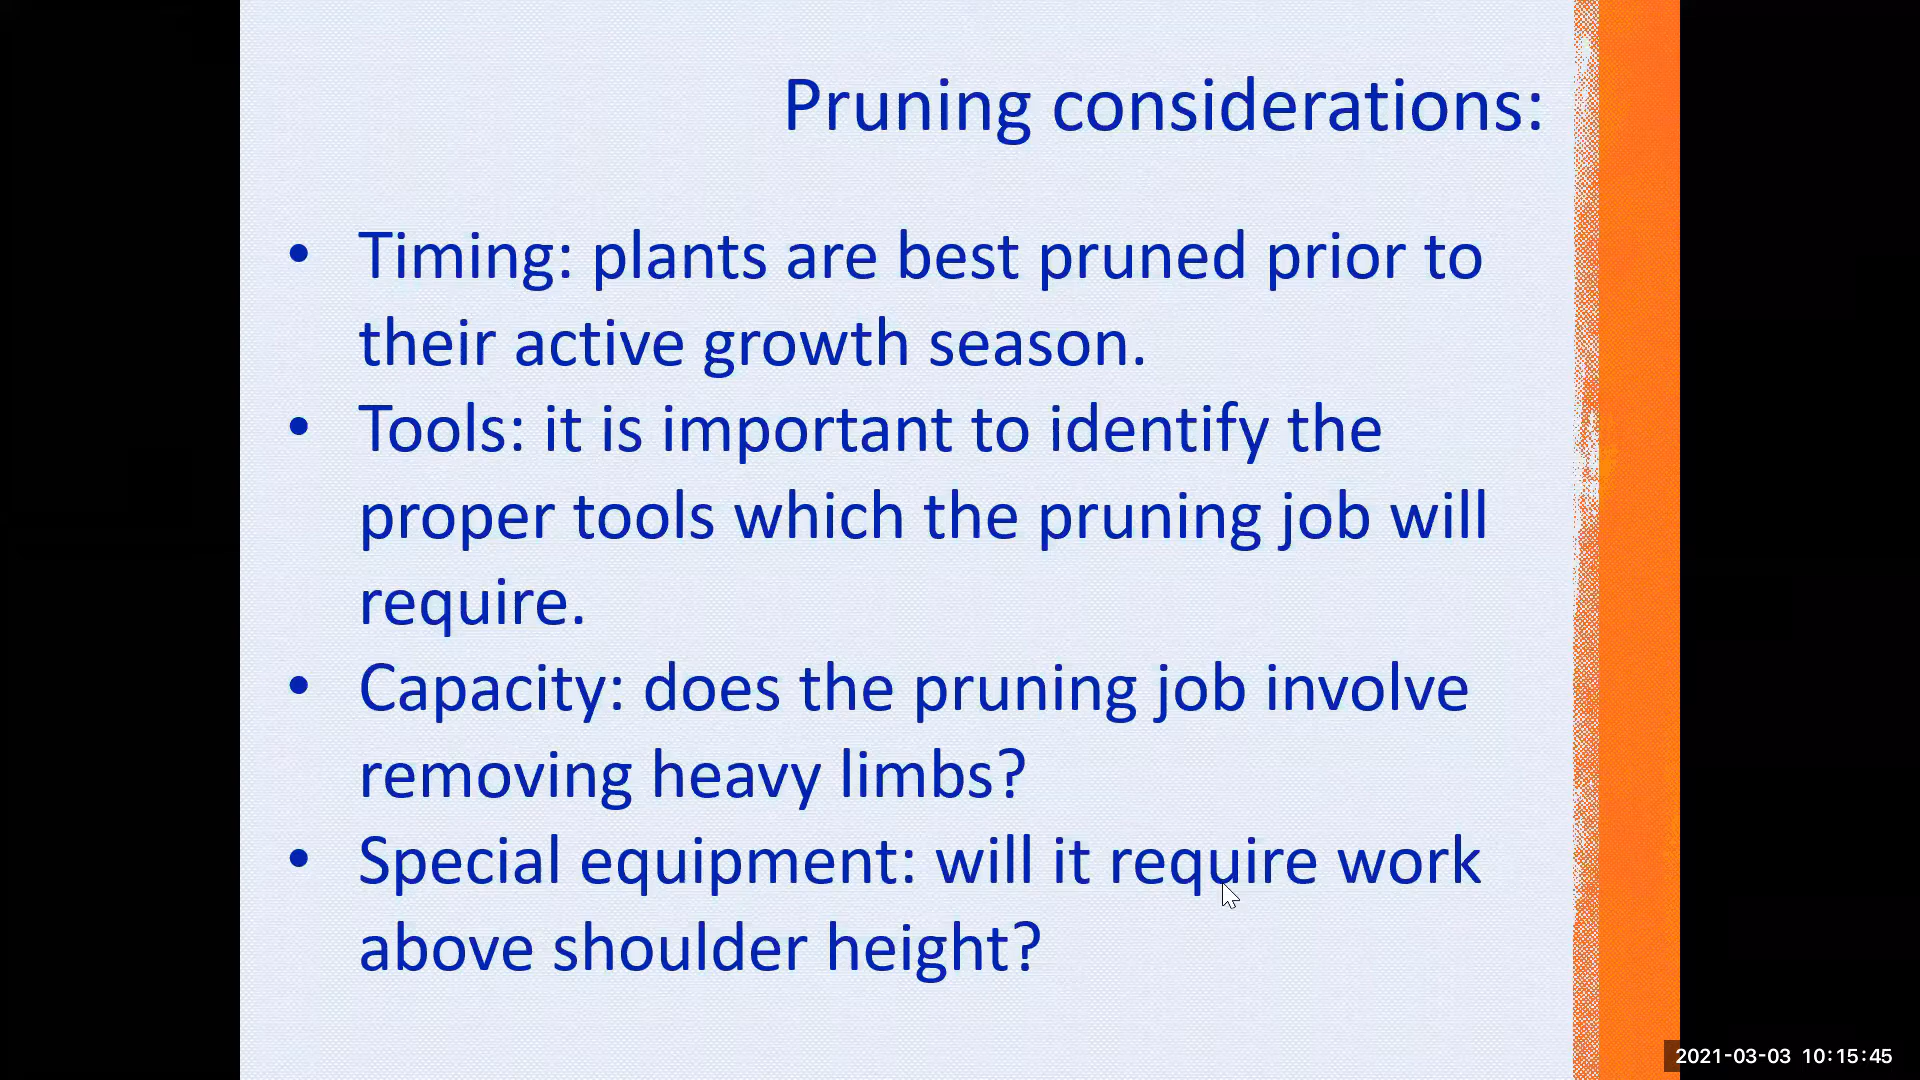 Pruning considerations:
• Timing: plants are best pruned prior to
their active growth season.
• Tools: it is important to identify the
proper tools which the pruning job will
require.
• Capacity: does the pruning job involve
removing heavy limbs?
• Special equipment: will it require work
above shoulder height?
2021-03-03 10:15:45